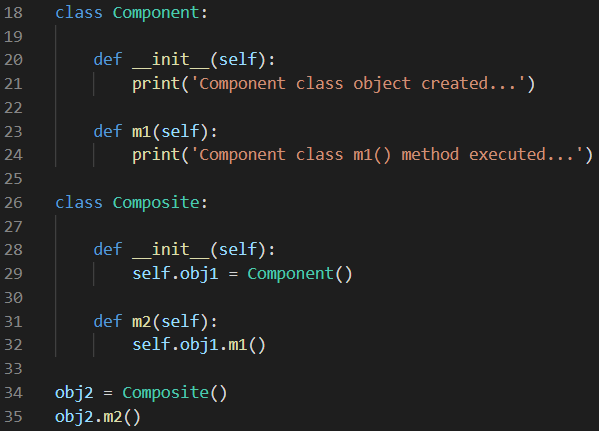 18 class Component:
19
20     def __init__(self):
21         print('Component class object created...')
22
23     def m1(self):
24         print('Component class m1() method executed...')
25
26 class Composite:
27
28     def __init__(self):
29         self.obj1 = Component()
30
31     def m2(self):
32         self.obj1.m1()
33
34 obj2 = Composite()
35 obj2.m2()